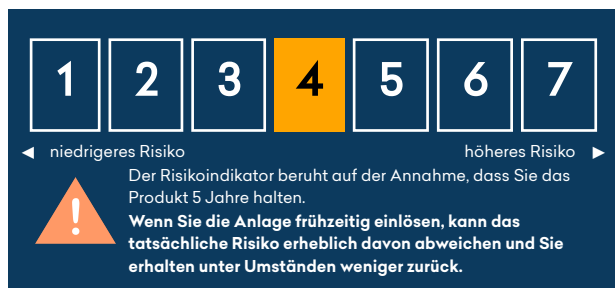 1 2 3 4 5 6 7
◄ niedrigeres Risiko höheres Risiko ►
Der Risikoindikator beruht auf der Annahme, dass Sie das
Produkt 5 Jahre halten.
Wenn Sie die Anlage frühzeitig einlösen, kann das
tatsächliche Risiko erheblich davon abweichen und Sie
erhalten unter Umständen weniger zurück.